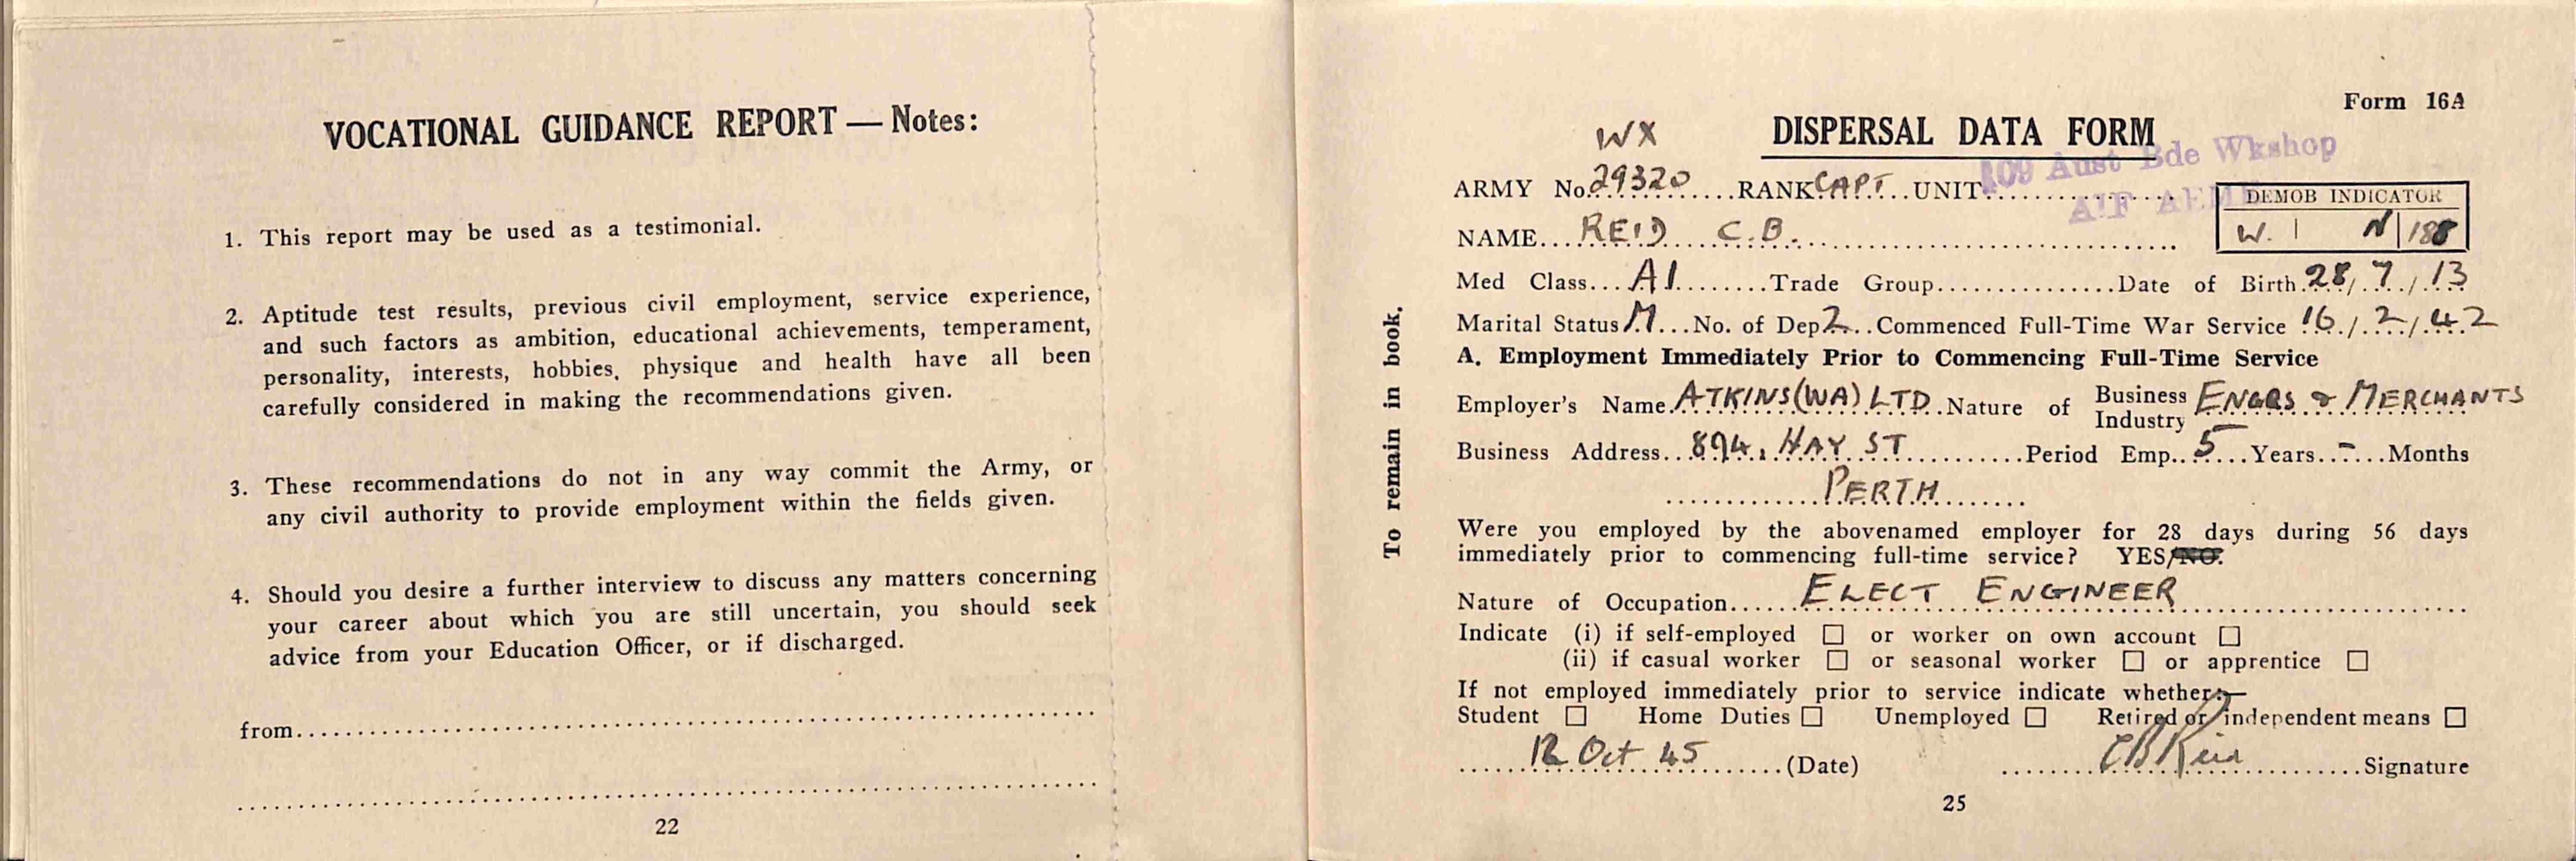 VOCATIONAL GUIDANCE REPORT — Notes:
1. This report may be used as a testimonial.
2. Aptitude test results, previous civil employment, service experience,
and such factors as ambition, educational achievements, temperament,
personality, interests, hobbies, physique and health have all been
carefully considered in making the recommendations given.
3. These recommendations do not in any way commit the Army, or
any civil authority to provide employment within the fields given.
4. Should you desire a further interview to discuss any matters concerning
your career about which you are still uncertain, you should seek
advice from your Education Officer, or if discharged.
from
22
Form 16A
WX
DISPERSAL DATA FORM
109 Aust Bde Wkshop
ARMY No. 29320 RANK CAPT UNIT
AIF AEME
DEMOB INDICATOR
W. 1 N 188
NAME REID C.B.
Med Class A1 Trade Group Date of Birth 28/7/13
Marital Status M No. of Dep 2 Commenced Full-Time War Service 16/2/42
A. Employment Immediately Prior to Commencing Full-Time Service
Employer's Name ATKINS (WA) LTD Nature of Business Industry ENGRS & MERCHANTS
Business Address 894, HAY ST Period Emp. 5 Years - Months
PERTH
Were you employed by the abovenamed employer for 28 days during 56 days
immediately prior to commencing full-time service? YES/NO.
Nature of Occupation ELECT ENGINEER
Indicate (i) if self-employed □ or worker on own account □
(ii) if casual worker □ or seasonal worker □ or apprentice □
If not employed immediately prior to service indicate whether:—
Student □ Home Duties □ Unemployed □ Retired or independent means □
12 Oct 45 (Date) CB Reid Signature
25
To remain in book.